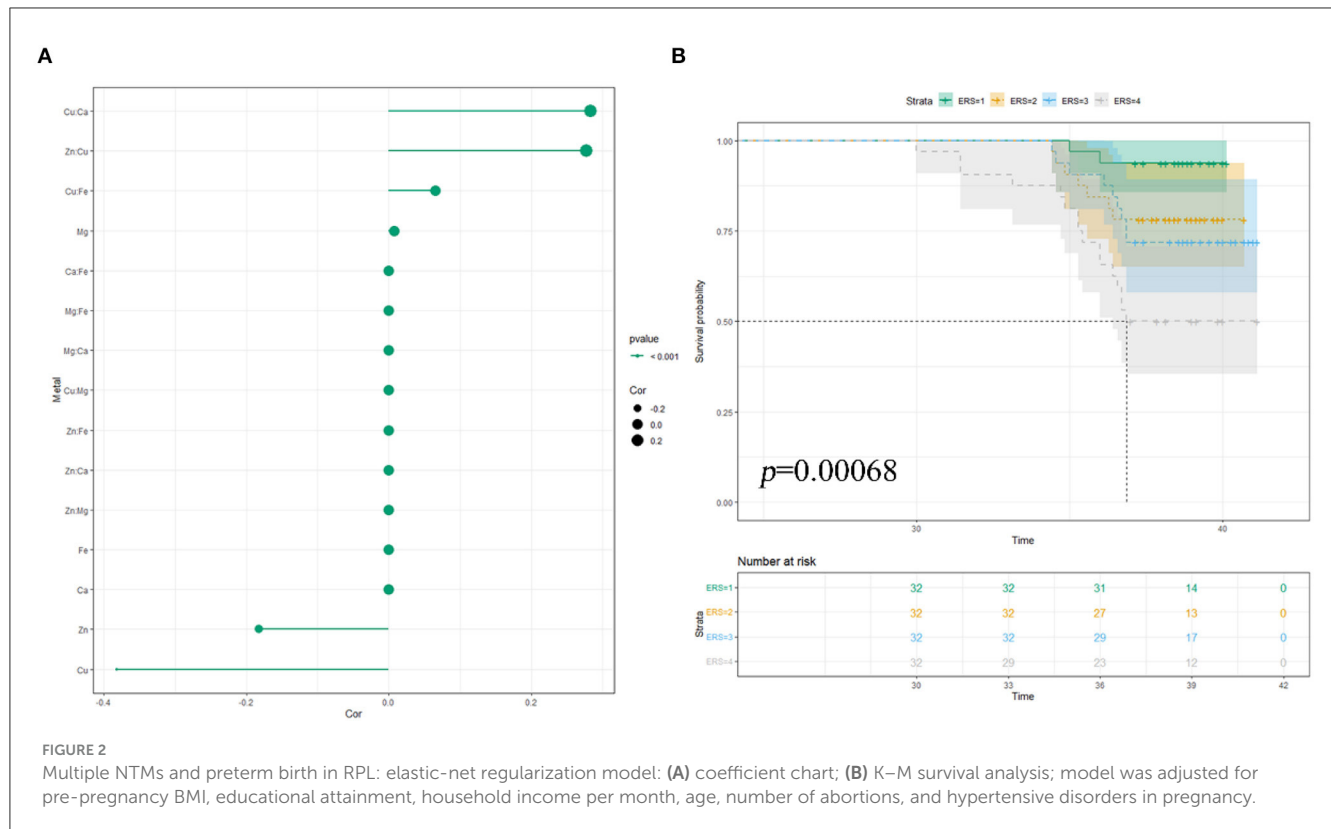 A
Cu:Ca
Zn:Cu
Cu:Fe
Mg
Ca:Fe
Mg:Fe
Mg:Ca
Cu:Mg
Zn:Fe
Zn:Ca
Zn:Mg
Fe
Ca
Zn
Cu
Metal
-0.4 -0.2 0.0 0.2
Cor
pvalue
< 0.001
Cor
-0.2
0.0
0.2
B
Strata ERS=1 ERS=2 ERS=3 ERS=4
1.00
0.75
0.50
0.25
0.00
Survival probability
p=0.00068
30 40
Time
Number at risk
ERS=1 32 32 31 14 0
ERS=2 32 32 27 13 0
ERS=3 32 32 29 17 0
ERS=4 32 29 23 12 0
Strata
30 33 36 39 42
Time
FIGURE 2
Multiple NTMs and preterm birth in RPL: elastic-net regularization model: (A) coefficient chart; (B) K–M survival analysis; model was adjusted for
pre-pregnancy BMI, educational attainment, household income per month, age, number of abortions, and hypertensive disorders in pregnancy.